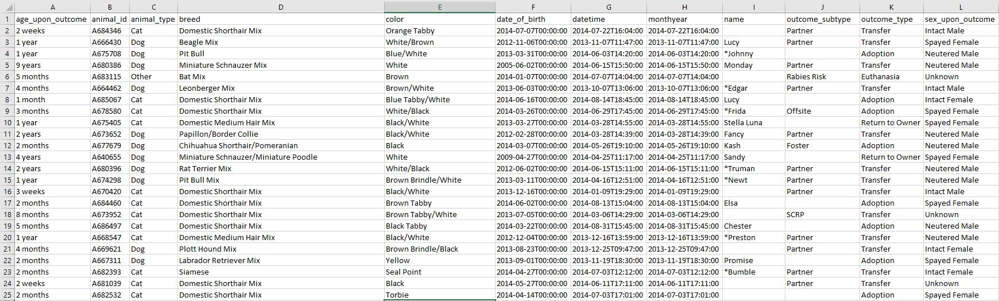 A B C D E F G H I J K L
1 age_upon_outcome animal_id animal_type breed color date_of_birth datetime monthyear name outcome_subtype outcome_type sex_upon_outcome
2 2 weeks A684346 Cat Domestic Shorthair Mix Orange Tabby 2014-07-07T00:00:00 2014-07-22T16:04:00 2014-07-22T16:04:00 Partner Transfer Intact Male
3 1 year A666430 Dog Beagle Mix White/Brown 2012-11-06T00:00:00 2013-11-07T11:47:00 2013-11-07T11:47:00 Lucy Partner Transfer Spayed Female
4 1 year A675708 Dog Pit Bull Blue/White 2013-03-31T00:00:00 2014-06-03T14:20:00 2014-06-03T14:20:00 *Johnny Adoption Neutered Male
5 9 years A680386 Dog Miniature Schnauzer Mix White 2005-06-02T00:00:00 2014-06-15T15:50:00 2014-06-15T15:50:00 Monday Partner Transfer Neutered Male
6 5 months A683115 Other Bat Mix Brown 2014-01-07T00:00:00 2014-07-07T14:04:00 2014-07-07T14:04:00 Rabies Risk Euthanasia Unknown
7 4 months A664462 Dog Leonberger Mix Brown/White 2013-06-03T00:00:00 2013-10-07T13:06:00 2013-10-07T13:06:00 *Edgar Partner Transfer Intact Male
8 1 month A685067 Cat Domestic Shorthair Mix Blue Tabby/White 2014-06-16T00:00:00 2014-08-14T18:45:00 2014-08-14T18:45:00 Lucy Adoption Intact Female
9 3 months A678580 Cat Domestic Shorthair Mix White/Black 2014-03-26T00:00:00 2014-06-29T17:45:00 2014-06-29T17:45:00 *Frida Offsite Adoption Spayed Female
10 1 year A675405 Cat Domestic Medium Hair Mix Black/White 2013-03-27T00:00:00 2014-03-28T14:55:00 2014-03-28T14:55:00 Stella Luna Return to Owner Spayed Female
11 2 years A673652 Dog Papillon/Border Collie Black/White 2012-02-28T00:00:00 2014-03-28T14:39:00 2014-03-28T14:39:00 Fancy Partner Transfer Neutered Male
12 2 months A677679 Dog Chihuahua Shorthair/Pomeranian Black 2014-03-07T00:00:00 2014-05-26T19:10:00 2014-05-26T19:10:00 Kash Foster Adoption Neutered Male
13 4 years A640655 Dog Miniature Schnauzer/Miniature Poodle White 2009-04-27T00:00:00 2014-04-25T11:17:00 2014-04-25T11:17:00 Sandy Return to Owner Spayed Female
14 2 years A680396 Dog Rat Terrier Mix White/Black 2012-06-02T00:00:00 2014-06-15T15:11:00 2014-06-15T15:11:00 *Truman Partner Transfer Neutered Male
15 1 year A674298 Dog Pit Bull Mix Brown Brindle/White 2013-03-11T00:00:00 2014-04-16T12:51:00 2014-04-16T12:51:00 *Newt Partner Transfer Neutered Male
16 3 weeks A670420 Cat Domestic Shorthair Mix Black/White 2013-12-16T00:00:00 2014-01-09T19:29:00 2014-01-09T19:29:00 Partner Transfer Intact Male
17 2 months A684460 Cat Domestic Shorthair Mix Brown Tabby 2014-06-02T00:00:00 2014-08-13T15:04:00 2014-08-13T15:04:00 Elsa Adoption Spayed Female
18 8 months A673952 Cat Domestic Shorthair Mix Brown Tabby/White 2013-07-05T00:00:00 2014-03-06T14:29:00 2014-03-06T14:29:00 SCRP Transfer Unknown
19 5 months A686497 Cat Domestic Shorthair Mix Black Tabby 2014-03-22T00:00:00 2014-08-31T15:45:00 2014-08-31T15:45:00 Chester Adoption Neutered Male
20 1 year A668547 Cat Domestic Medium Hair Mix Black/White 2012-12-04T00:00:00 2013-12-16T13:59:00 2013-12-16T13:59:00 *Preston Partner Transfer Neutered Male
21 4 months A669621 Dog Plott Hound Mix Brown Brindle/Black 2013-08-23T00:00:00 2013-12-25T09:47:00 2013-12-25T09:47:00 Partner Transfer Intact Female
22 2 months A667311 Dog Labrador Retriever Mix Yellow 2013-09-01T00:00:00 2013-11-19T18:30:00 2013-11-19T18:30:00 Promise Adoption Spayed Female
23 2 months A682393 Cat Siamese Seal Point 2014-04-27T00:00:00 2014-07-03T12:12:00 2014-07-03T12:12:00 *Bumble Partner Transfer Intact Female
24 2 weeks A681039 Cat Domestic Shorthair Mix Black 2014-05-27T00:00:00 2014-06-11T17:11:00 2014-06-11T17:11:00 Partner Transfer Unknown
25 2 months A682532 Cat Domestic Shorthair Mix Torbie 2014-04-14T00:00:00 2014-07-03T17:01:00 2014-07-03T17:01:00 Adoption Spayed Female